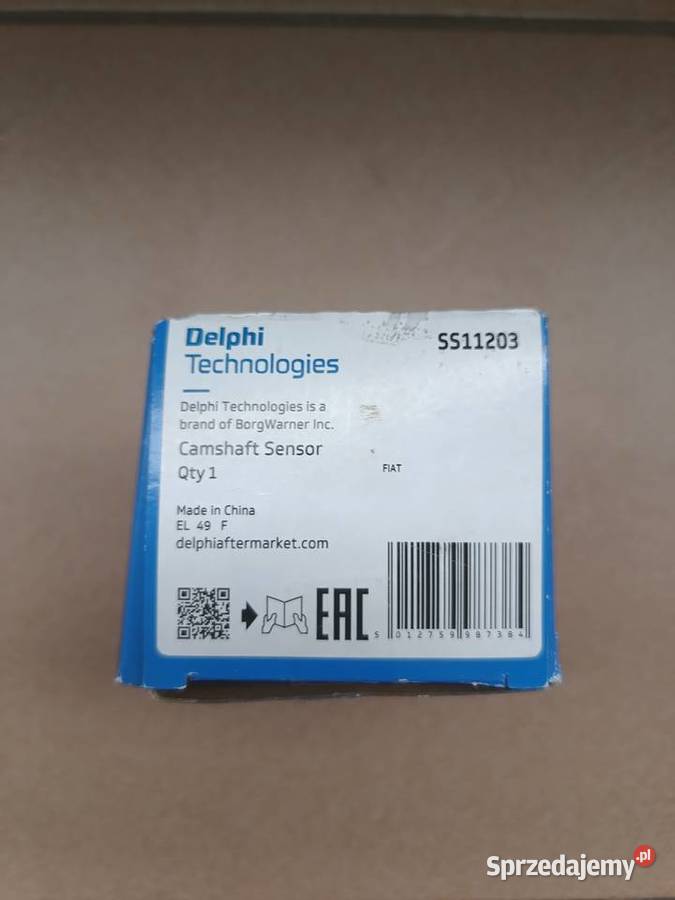 Delphi
Technologies
SS11203
Delphi Technologies is a
brand of BorgWarner Inc.
Camshaft Sensor
Qty 1
FIAT
Made in China
EL 49 F
delphiaftermarket.com
EAC
5 012759 987384
Sprzedajemy.pl